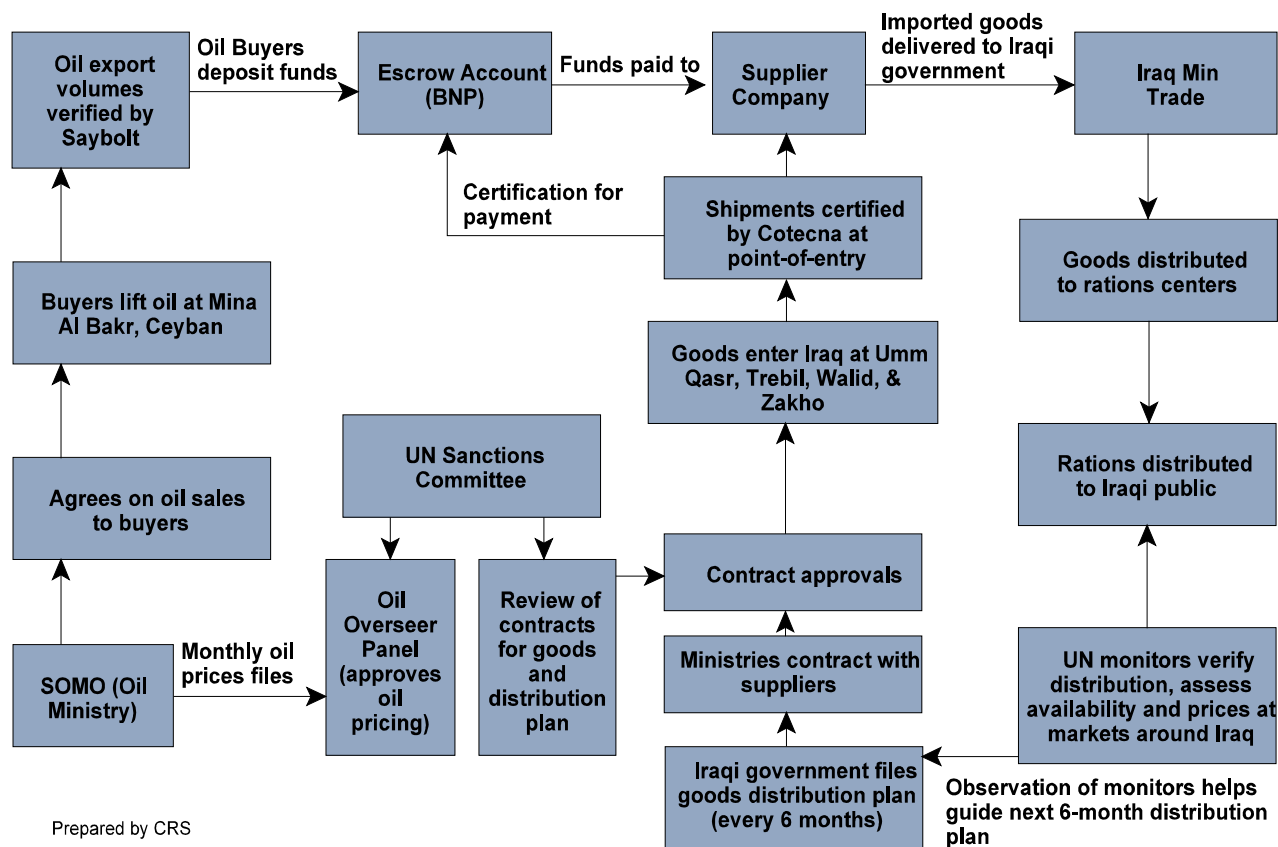 Oil export
volumes
verified by
Saybolt
Oil Buyers
deposit funds
Escrow Account
(BNP)
Funds paid to
Supplier
Company
Imported goods
delivered to Iraqi
government
Iraq Min
Trade
Certification for
payment
Shipments certified
by Cotecna at
point-of-entry
Goods distributed
to rations centers
Buyers lift oil at Mina
Al Bakr, Ceyban
Goods enter Iraq at Umm
Qasr, Trebil, Walid, &
Zakho
UN Sanctions
Committee
Rations distributed
to Iraqi public
Agrees on oil sales
to buyers
Contract approvals
Oil
Overseer
Panel
(approves
oil
pricing)
Review of
contracts
for goods
and
distribution
plan
SOMO (Oil
Ministry)
Monthly oil
prices files
Ministries contract with
suppliers
UN monitors verify
distribution, assess
availability and prices at
markets around Iraq
Iraqi government files
goods distribution plan
(every 6 months)
Observation of monitors helps
guide next 6-month distribution
plan
Prepared by CRS